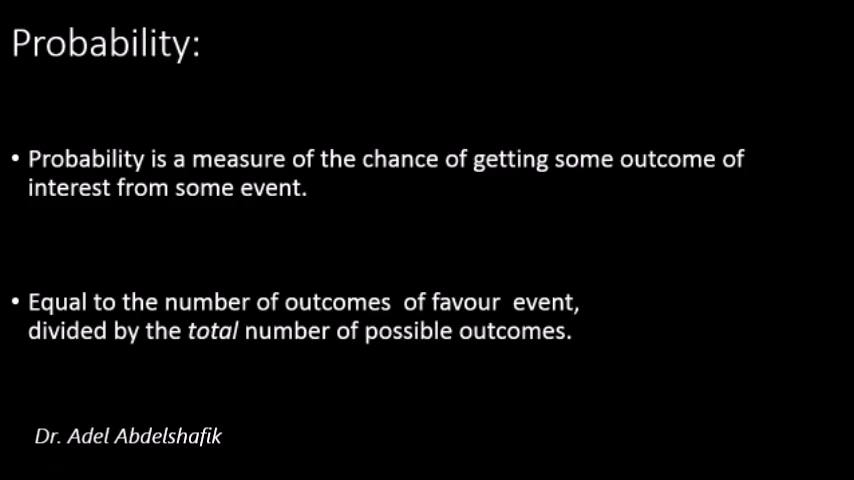 Probability:
• Probability is a measure of the chance of getting some outcome of
interest from some event.
• Equal to the number of outcomes  of favour  event,
divided by the total number of possible outcomes.
Dr. Adel Abdelshafik